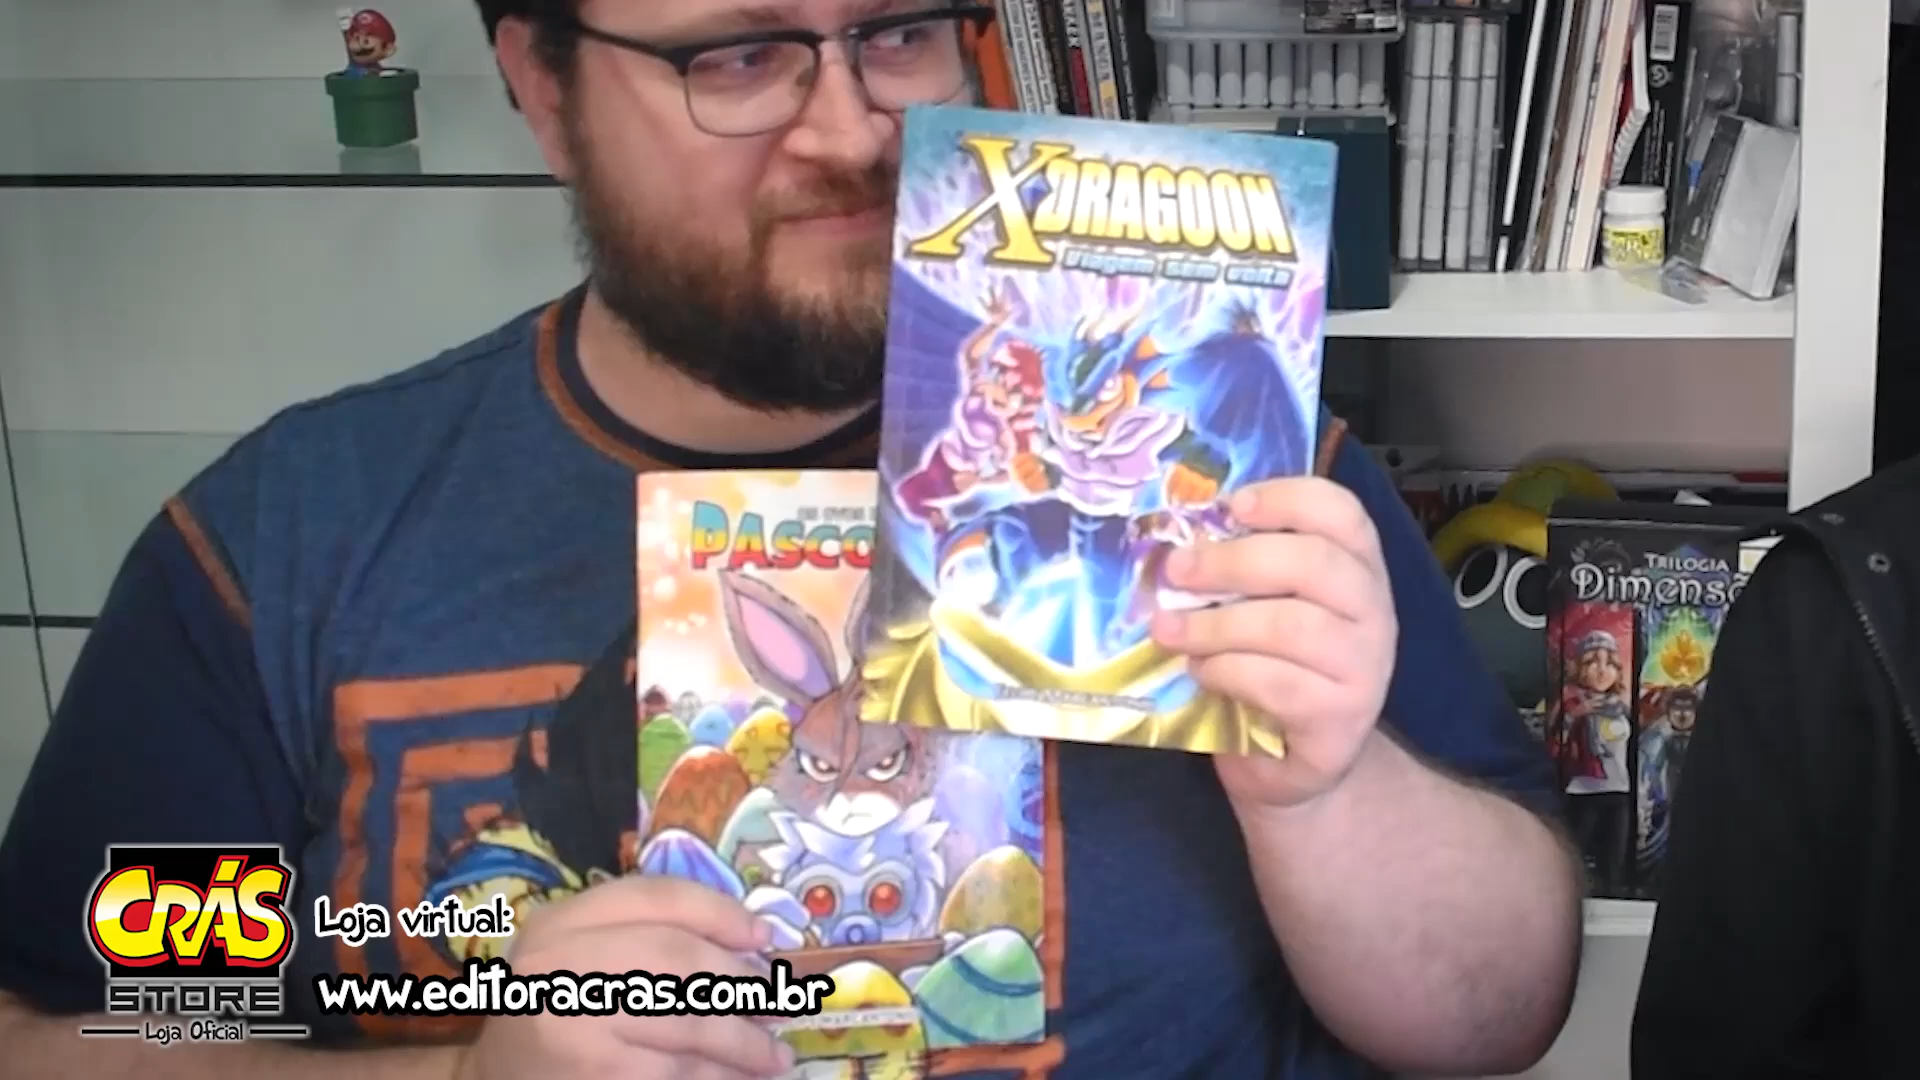 XDRAGOON
Viagem sem volta
PASCO
TRILOGIA
Dimensã
CRÁS
STORE
Loja Oficial
Loja virtual:
www.editoracras.com.br